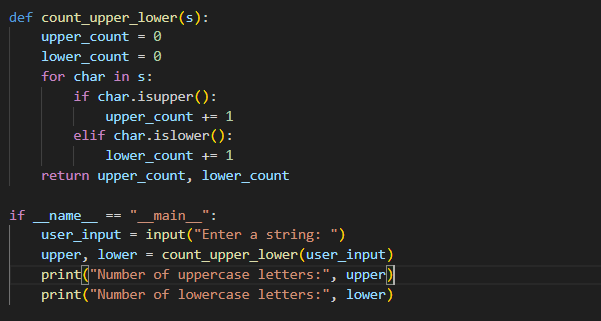 def count_upper_lower(s):
    upper_count = 0
    lower_count = 0
    for char in s:
        if char.isupper():
            upper_count += 1
        elif char.islower():
            lower_count += 1
    return upper_count, lower_count

if __name__ == "__main__":
    user_input = input("Enter a string: ")
    upper, lower = count_upper_lower(user_input)
    print("Number of uppercase letters:", upper)
    print("Number of lowercase letters:", lower)